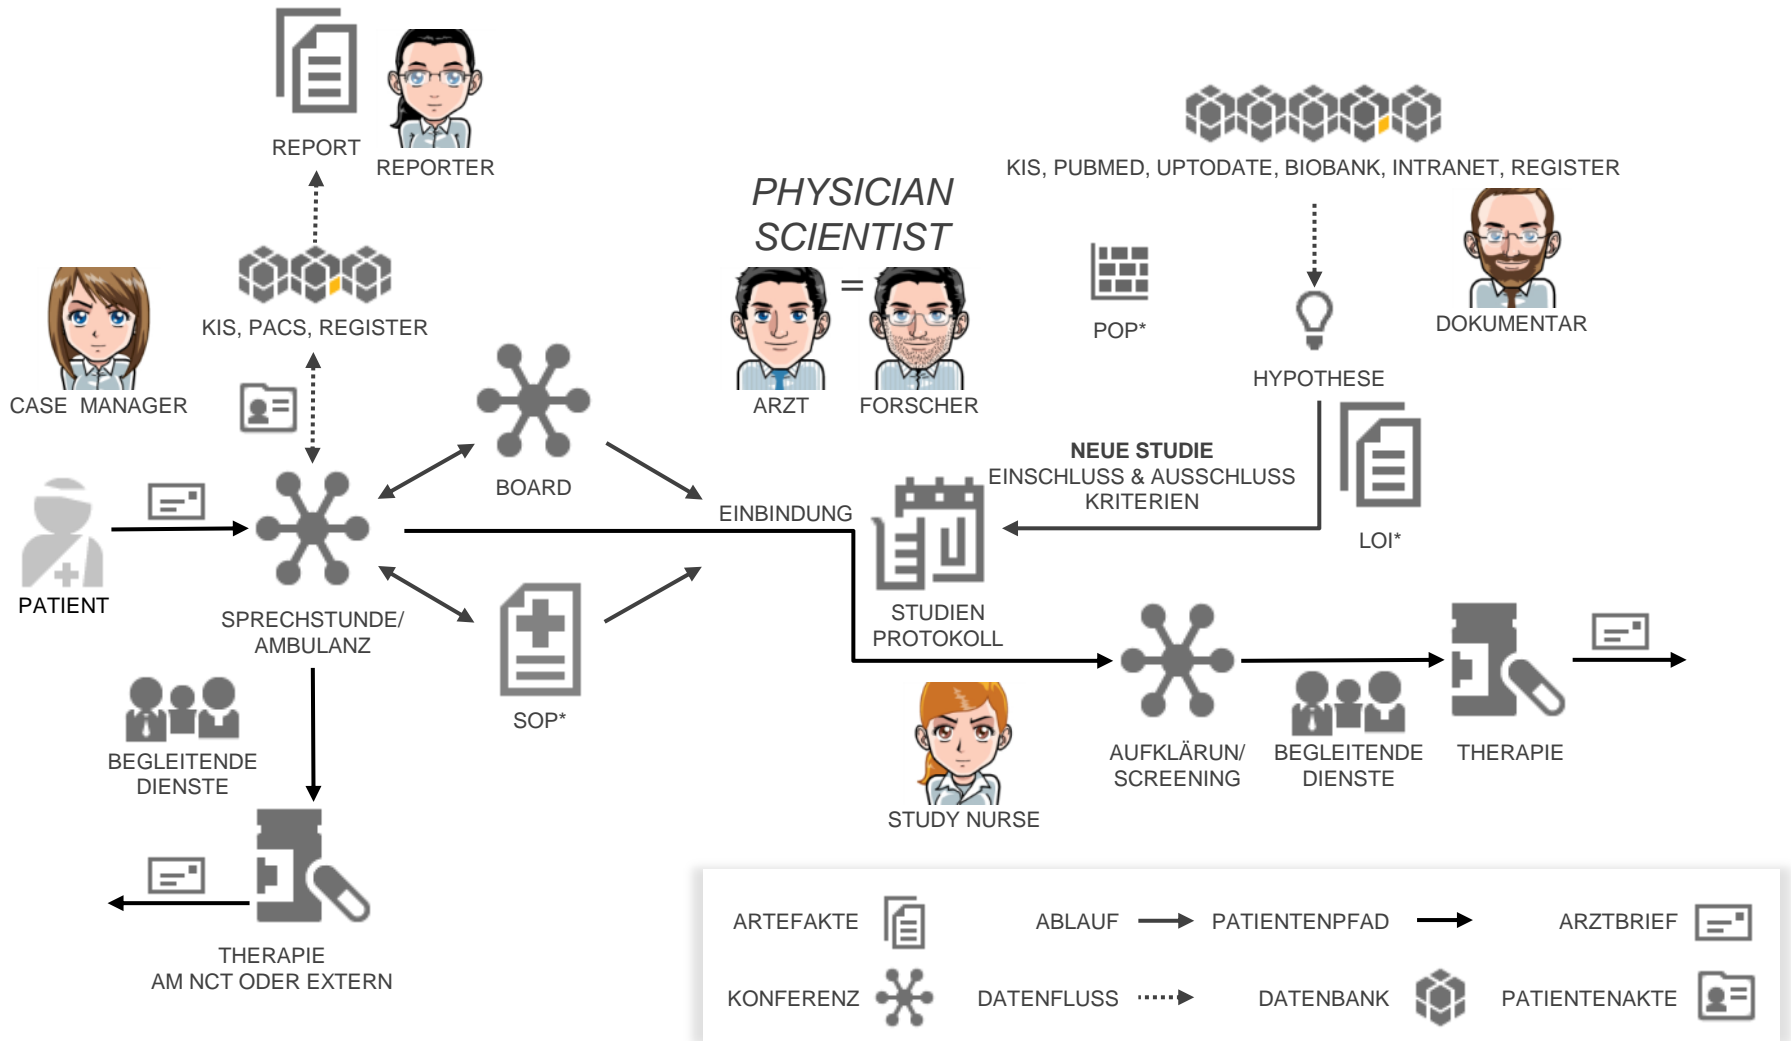 REPORT
REPORTER
KIS, PUBMED, UPTODATE, BIOBANK, INTRANET, REGISTER
PHYSICIAN
SCIENTIST
=
KIS, PACS, REGISTER
POP*
DOKUMENTAR
CASE MANAGER
ARZT
FORSCHER
HYPOTHESE
NEUE STUDIE
EINSCHLUSS & AUSSCHLUSS
KRITERIEN
BOARD
EINBINDUNG
LOI*
PATIENT
SPRECHSTUNDE/
AMBULANZ
STUDIEN
PROTOKOLL
SOP*
BEGLEITENDE
DIENSTE
AUFKLÄRUN/
SCREENING
BEGLEITENDE
DIENSTE
THERAPIE
STUDY NURSE
THERAPIE
AM NCT ODER EXTERN
ARTEFAKTE
ABLAUF
PATIENTENPFAD
ARZTBRIEF
KONFERENZ
DATENFLUSS
DATENBANK
PATIENTENAKTE